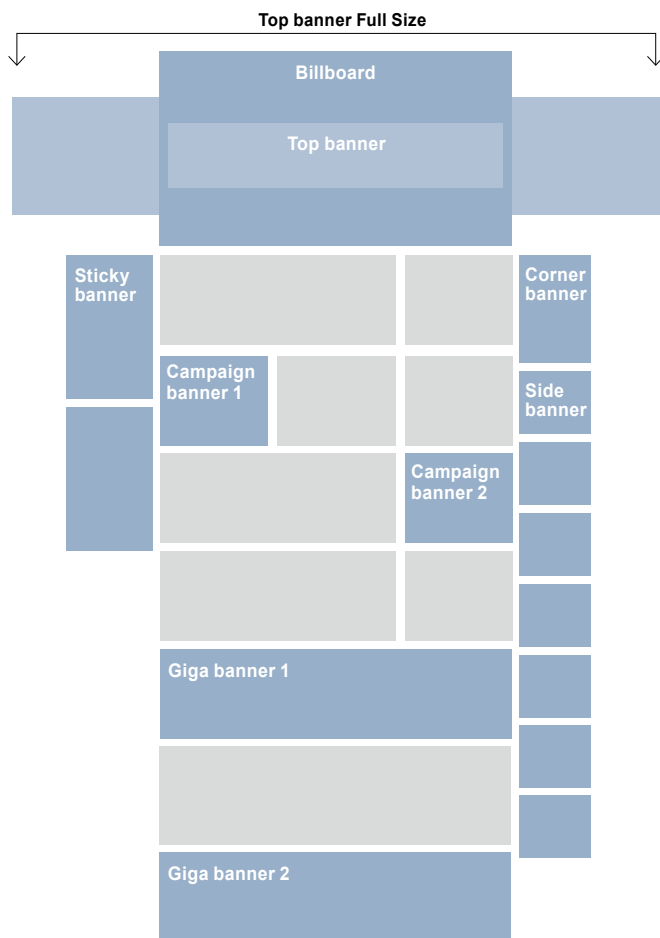 Top banner Full Size
Billboard
Top banner
Sticky
banner
Corner
banner
Campaign
banner 1
Side
banner
Campaign
banner 2
Giga banner 1
Giga banner 2